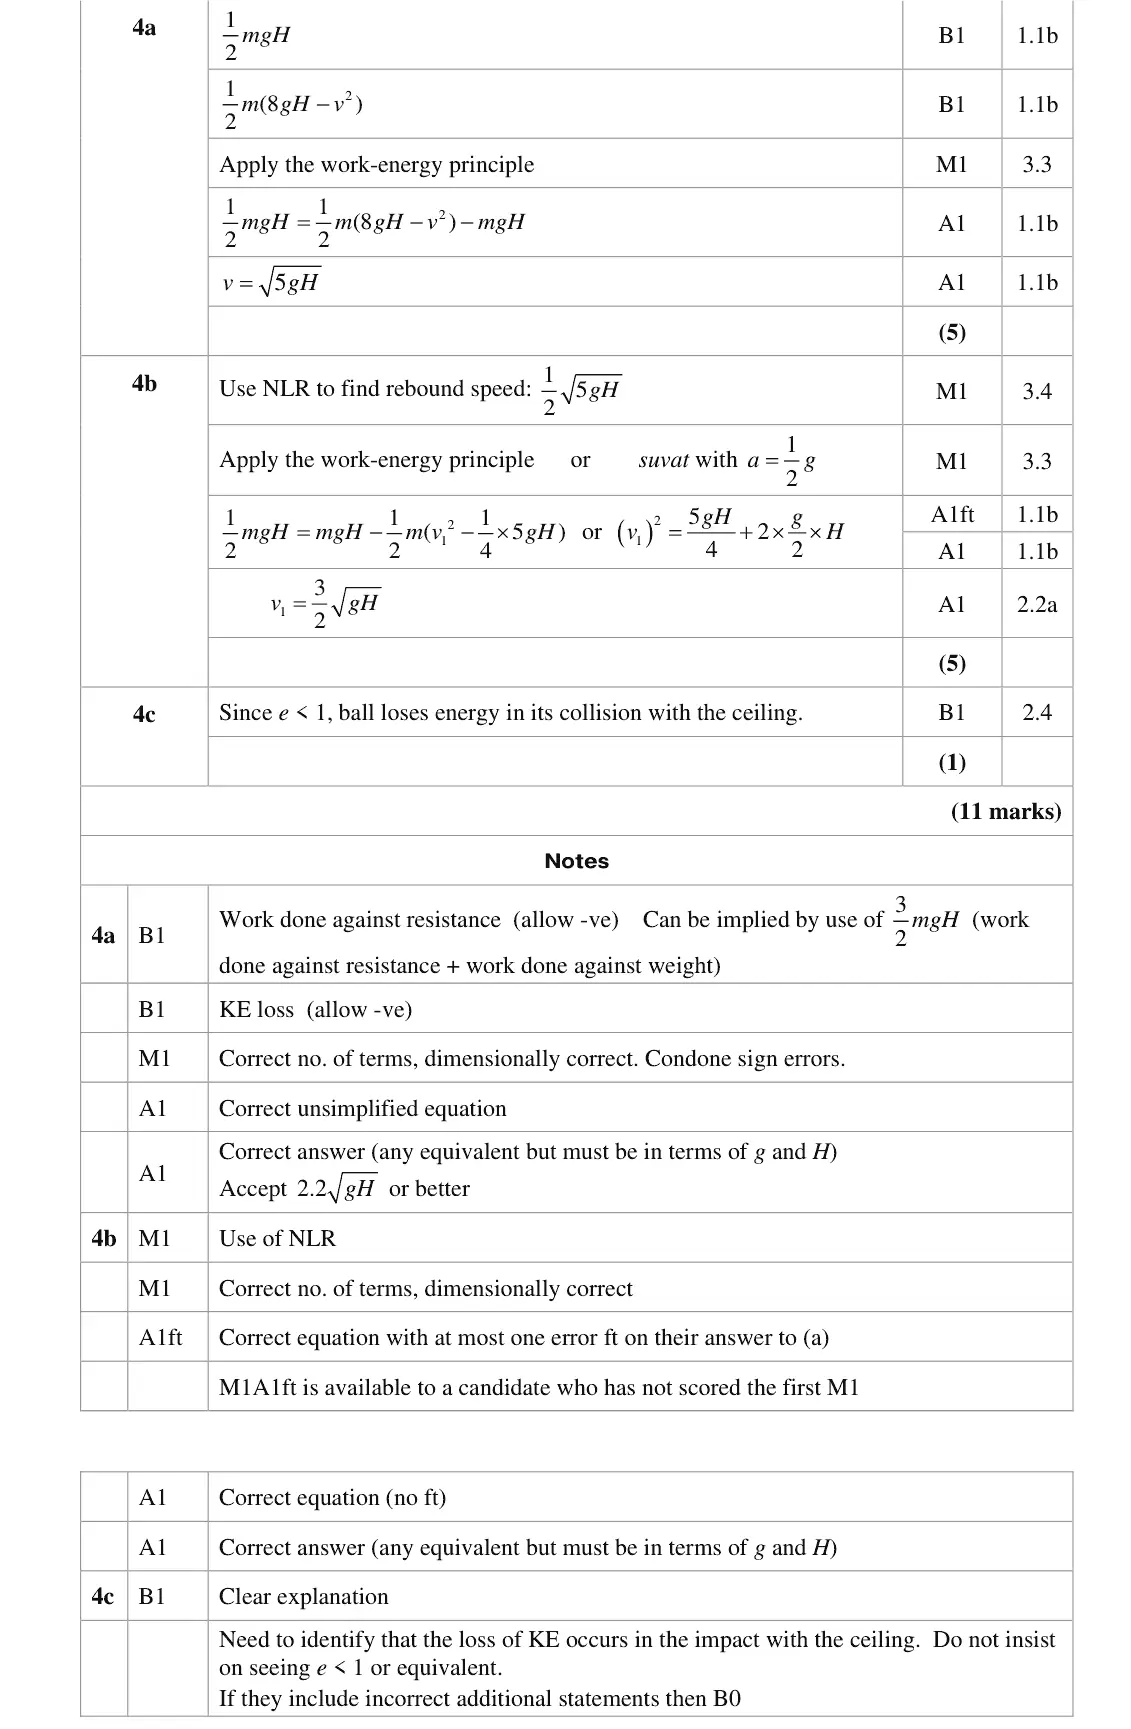 4a ½mgH B1 1.1b
½m(8gH − v²) B1 1.1b
Apply the work-energy principle M1 3.3
½mgH = ½m(8gH − v²) − mgH A1 1.1b
v = √(5gH) A1 1.1b
(5)
4b Use NLR to find rebound speed: ½√(5gH) M1 3.4
Apply the work-energy principle or suvat with a = ½g M1 3.3
½mgH = mgH − ½m(v₁² − ¼ × 5gH) or (v₁)² = 5gH/4 + 2 × g/2 × H A1ft 1.1b
A1 1.1b
v₁ = 3/2 √(gH) A1 2.2a
(5)
4c Since e < 1, ball loses energy in its collision with the ceiling. B1 2.4
(1)
(11 marks)
Notes
4a B1 Work done against resistance (allow -ve) Can be implied by use of 3/2 mgH (work
done against resistance + work done against weight)
B1 KE loss (allow -ve)
M1 Correct no. of terms, dimensionally correct. Condone sign errors.
A1 Correct unsimplified equation
A1 Correct answer (any equivalent but must be in terms of g and H)
Accept 2.2√(gH) or better
4b M1 Use of NLR
M1 Correct no. of terms, dimensionally correct
A1ft Correct equation with at most one error ft on their answer to (a)
M1A1ft is available to a candidate who has not scored the first M1
A1 Correct equation (no ft)
A1 Correct answer (any equivalent but must be in terms of g and H)
4c B1 Clear explanation
Need to identify that the loss of KE occurs in the impact with the ceiling. Do not insist
on seeing e < 1 or equivalent.
If they include incorrect additional statements then B0